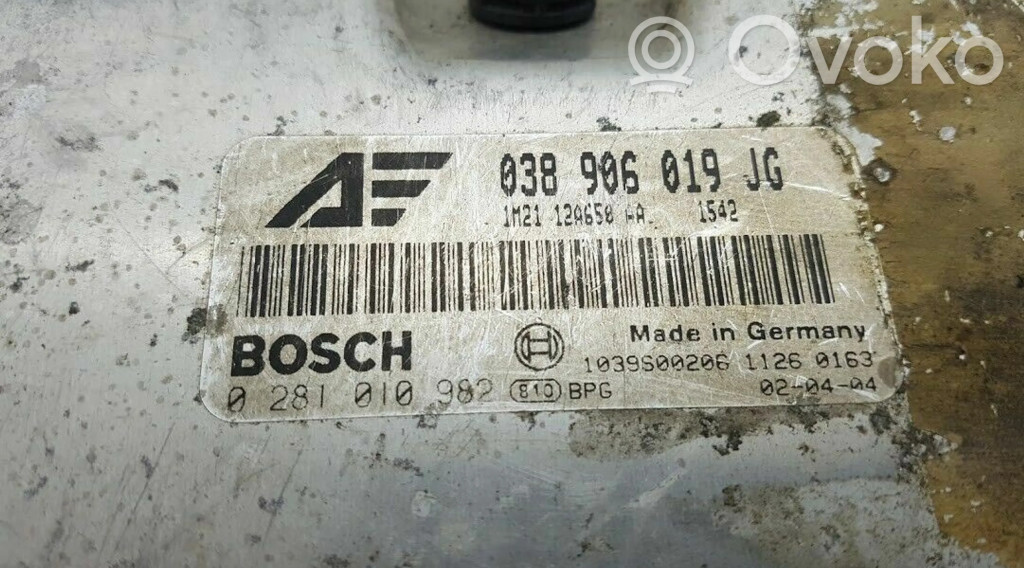 Ovoko
AF
038 906 019 JG
1M21 12A650 AA 1542
BOSCH
Made in Germany
1039S00206 1126 0163
0 281 010 982 810 BPG 02-04-04